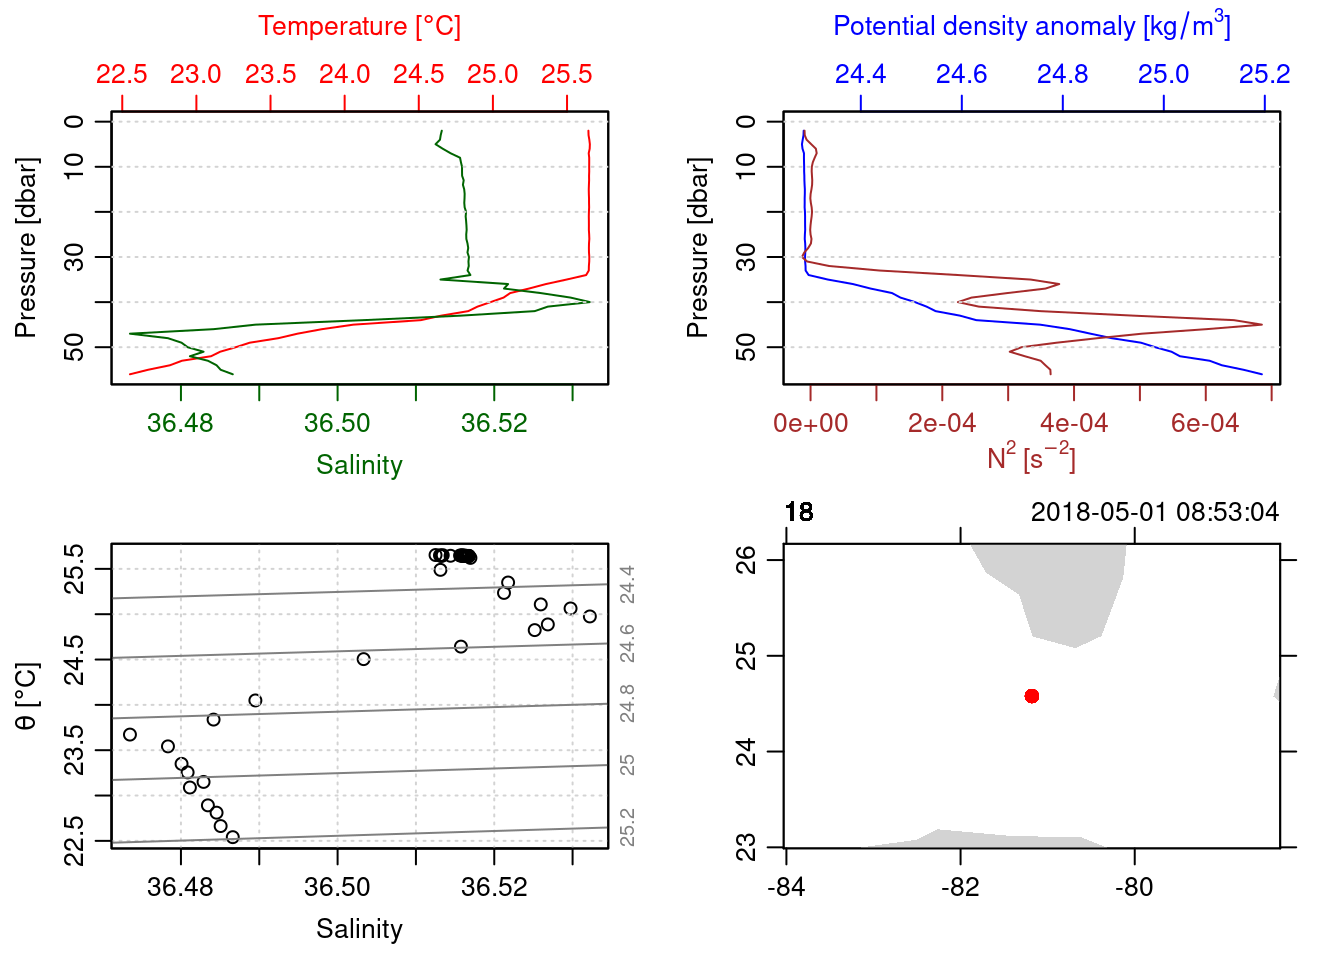 Temperature [°C]
22.5 23.0 23.5 24.0 24.5 25.0 25.5
Pressure [dbar]
0
10
30
50
36.48 36.50 36.52
Salinity
Potential density anomaly [kg/m³]
24.4 24.6 24.8 25.0 25.2
Pressure [dbar]
0
10
30
50
0e+00 2e-04 4e-04 6e-04
N² [s⁻²]
θ [°C]
25.5
24.5
23.5
22.5
24.4
24.6
24.8
25
25.2
36.48 36.50 36.52
Salinity
18 2018-05-01 08:53:04
26
25
24
23
-84 -82 -80